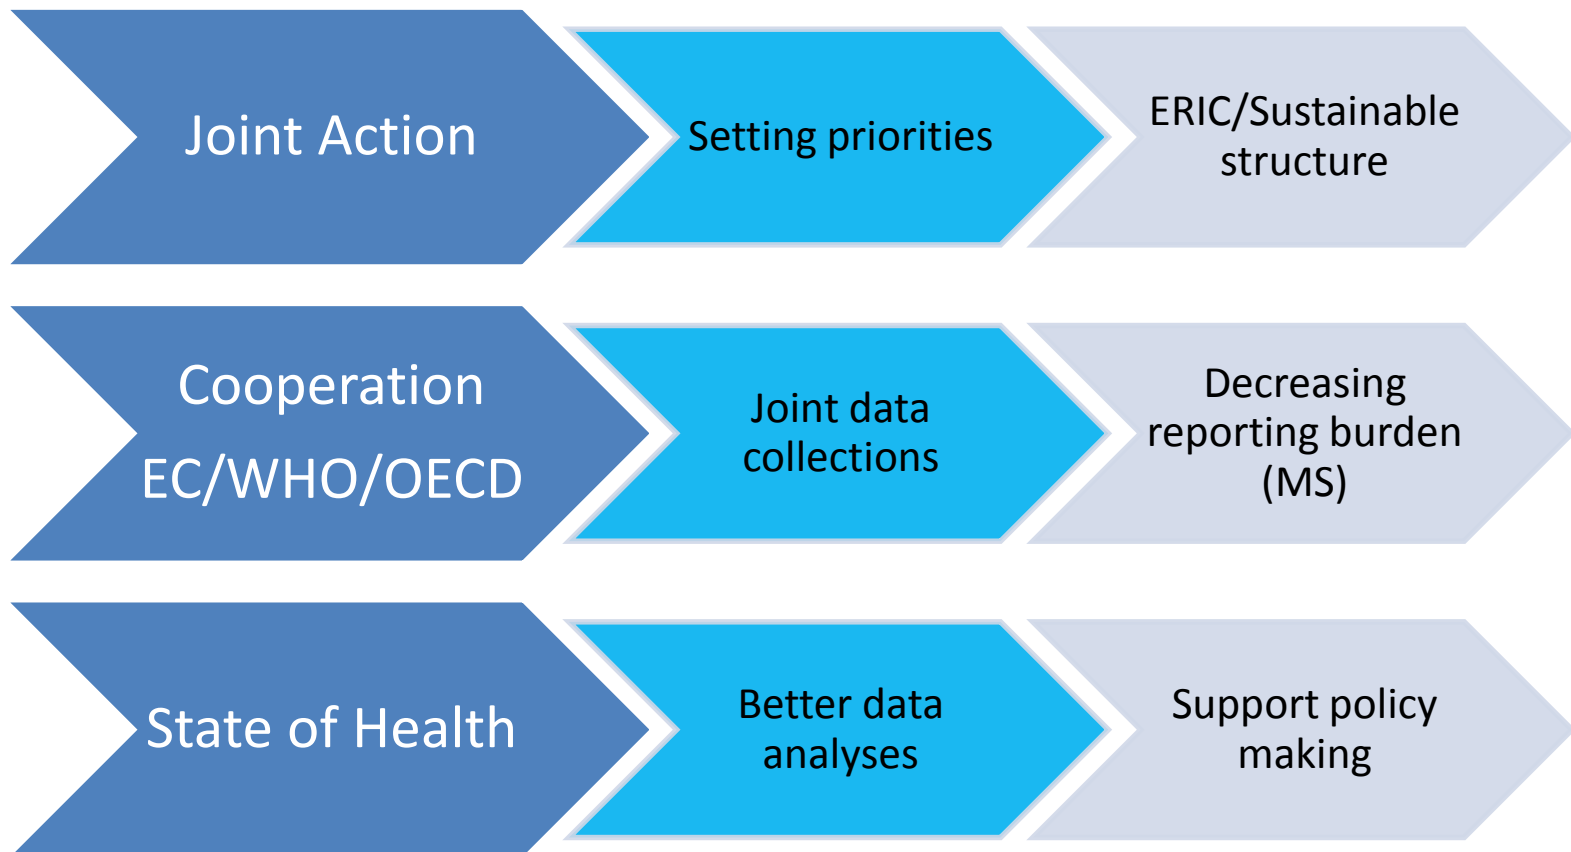 Joint Action
Setting priorities
ERIC/Sustainable
structure
Cooperation
EC/WHO/OECD
Joint data
collections
Decreasing
reporting burden
(MS)
State of Health
Better data
analyses
Support policy
making